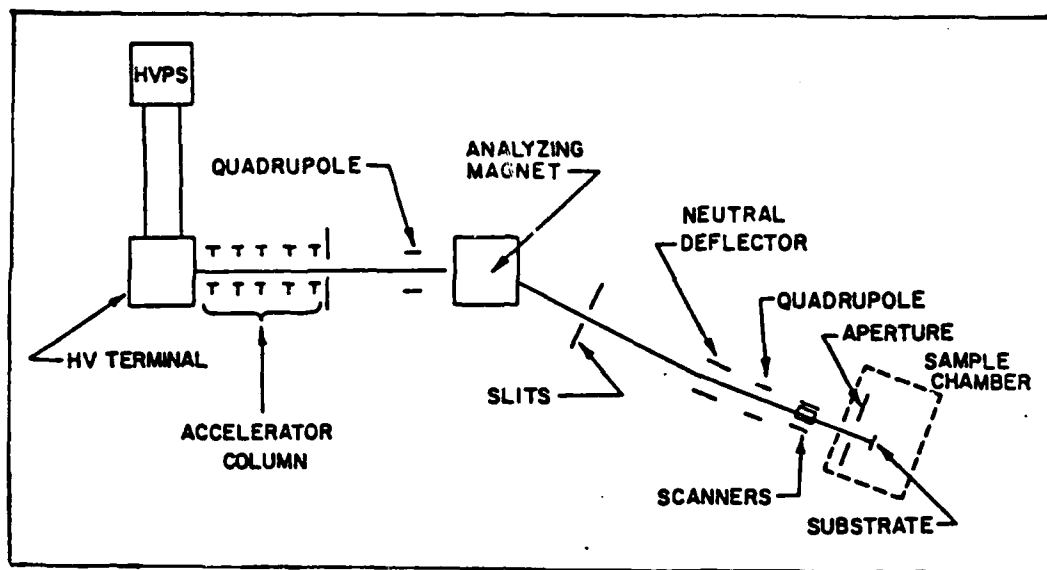 HVPS
QUADRUPOLE
ANALYZING
MAGNET
NEUTRAL
DEFLECTOR
QUADRUPOLE
APERTURE
SAMPLE
CHAMBER
HV TERMINAL
SLITS
ACCELERATOR
COLUMN
SCANNERS
SUBSTRATE